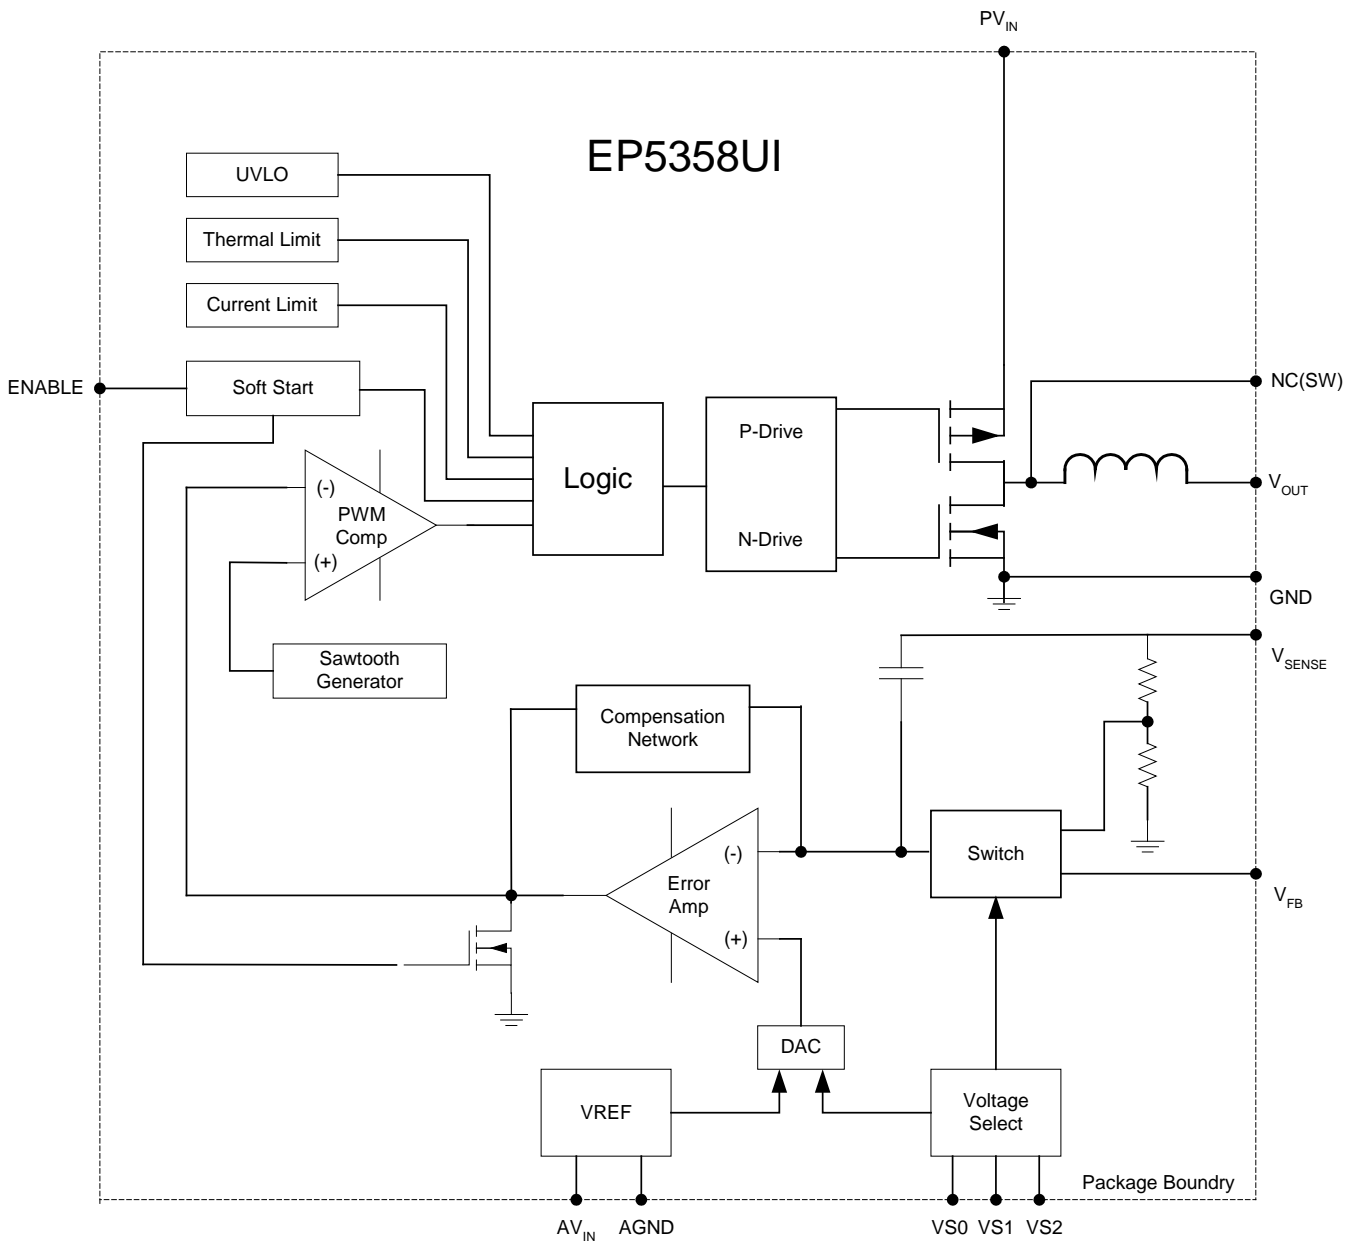 PV_IN
EP5358UI
UVLO
Thermal Limit
Current Limit
ENABLE
Soft Start
NC(SW)
P-Drive
Logic
(-)
PWM
Comp
(+)
N-Drive
V_OUT
GND
V_SENSE
Sawtooth
Generator
Compensation
Network
(-)
Error
Amp
(+)
Switch
V_FB
DAC
VREF
Voltage
Select
Package Boundry
AV_IN
AGND
VS0
VS1
VS2